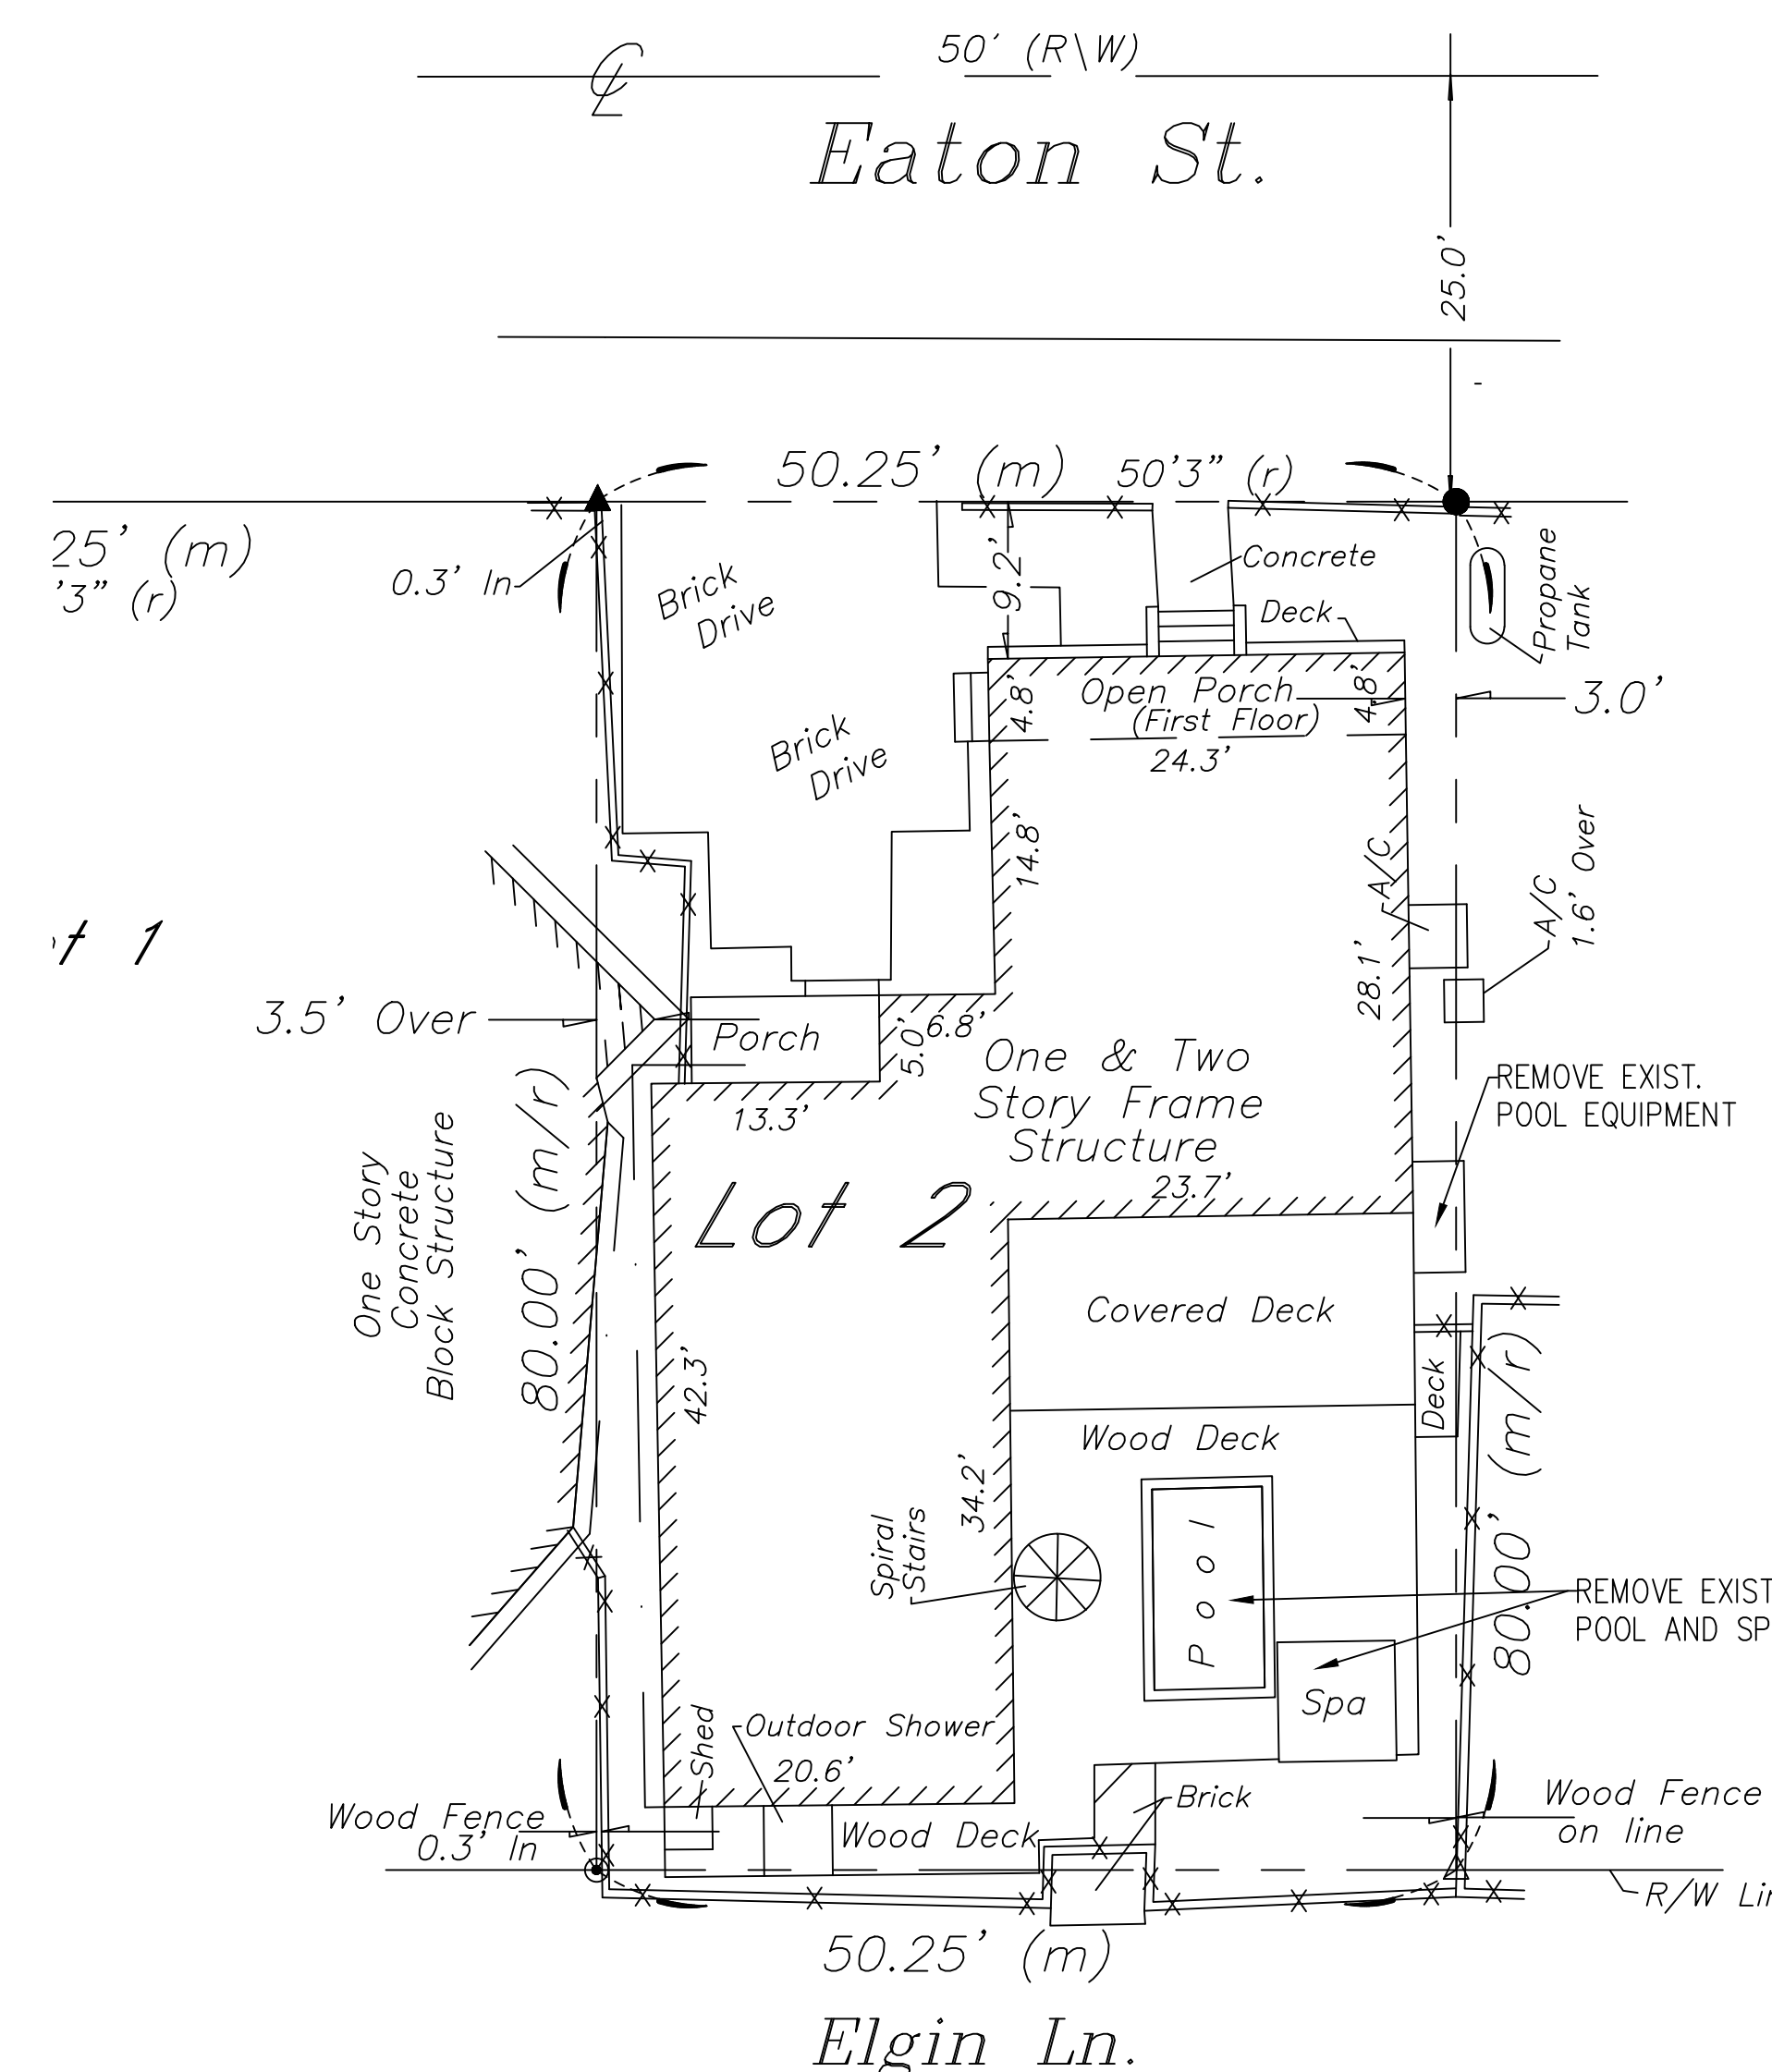 50' (R\W)
Eaton St.
25.0'
50.25' (m) 50'3" (r)
25' (m)
'3" (r)
0.3' In
Brick
Drive
9.2'
Concrete
Deck
Propane
Tank
Open Porch
(First Floor)
4.8'
4.8'
3.0'
24.3'
Brick
Drive
14.8'
A/C
A/C
1.6' Over
28.1'
t 1
3.5' Over
Porch
5.0'
6.8'
13.3'
One & Two
Story Frame
Structure
23.7'
REMOVE EXIST.
POOL EQUIPMENT
One Story
Concrete
Block Structure
80.00' (m/r)
Lot 2
Covered Deck
42.3'
Deck
80.00' (m/r)
Wood Deck
34.2'
Spiral
Stairs
Pool
REMOVE EXIST
POOL AND SP
Spa
Shed
Outdoor Shower
20.6'
Brick
Wood Fence
0.3' In
Wood Deck
Wood Fence
on line
R/W Lin
50.25' (m)
Elgin Ln.